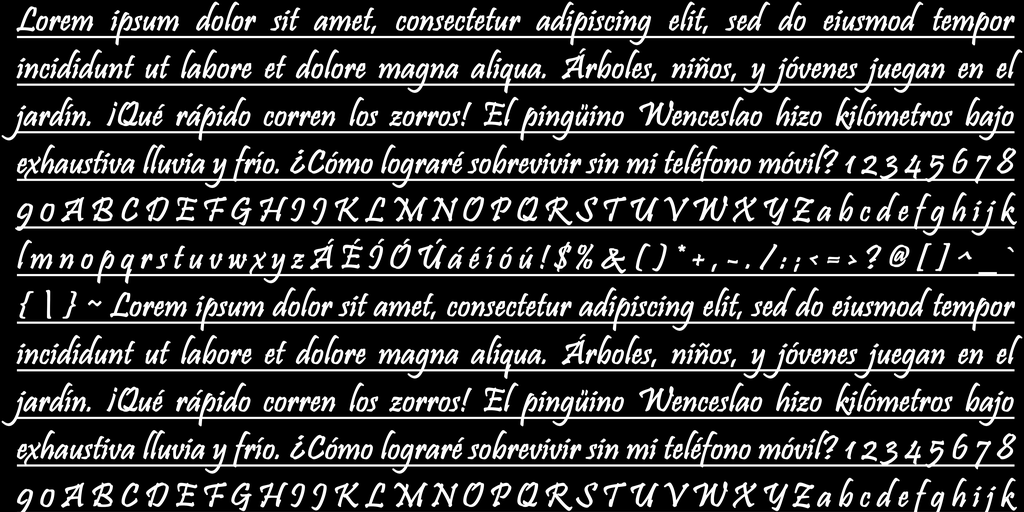 Lorem ipsum dolor sit amet, consectetur adipiscing elit, sed do eiusmod tempor
incididunt ut labore et dolore magna aliqua. Árboles, niños, y jóvenes juegan en el
jardín. ¡Qué rápido corren los zorros! El pingüino Wenceslao hizo kilómetros bajo
exhaustiva lluvia y frío. ¿Cómo lograré sobrevivir sin mi teléfono móvil? 1 2 3 4 5 6 7 8
9 0 A B C D E F G H I J K L M N O P Q R S T U V W X Y Z a b c d e f g h i j k
l m n o p q r s t u v w x y z Á É Í Ó Ú á é í ó ú ! $ % & ( ) * + , - . / : ; < = > ? @ [ ] ^ _ `
{ | } ~ Lorem ipsum dolor sit amet, consectetur adipiscing elit, sed do eiusmod tempor
incididunt ut labore et dolore magna aliqua. Árboles, niños, y jóvenes juegan en el
jardín. ¡Qué rápido corren los zorros! El pingüino Wenceslao hizo kilómetros bajo
exhaustiva lluvia y frío. ¿Cómo lograré sobrevivir sin mi teléfono móvil? 1 2 3 4 5 6 7 8
9 0 A B C D E F G H I J K L M N O P Q R S T U V W X Y Z a b c d e f g h i j k